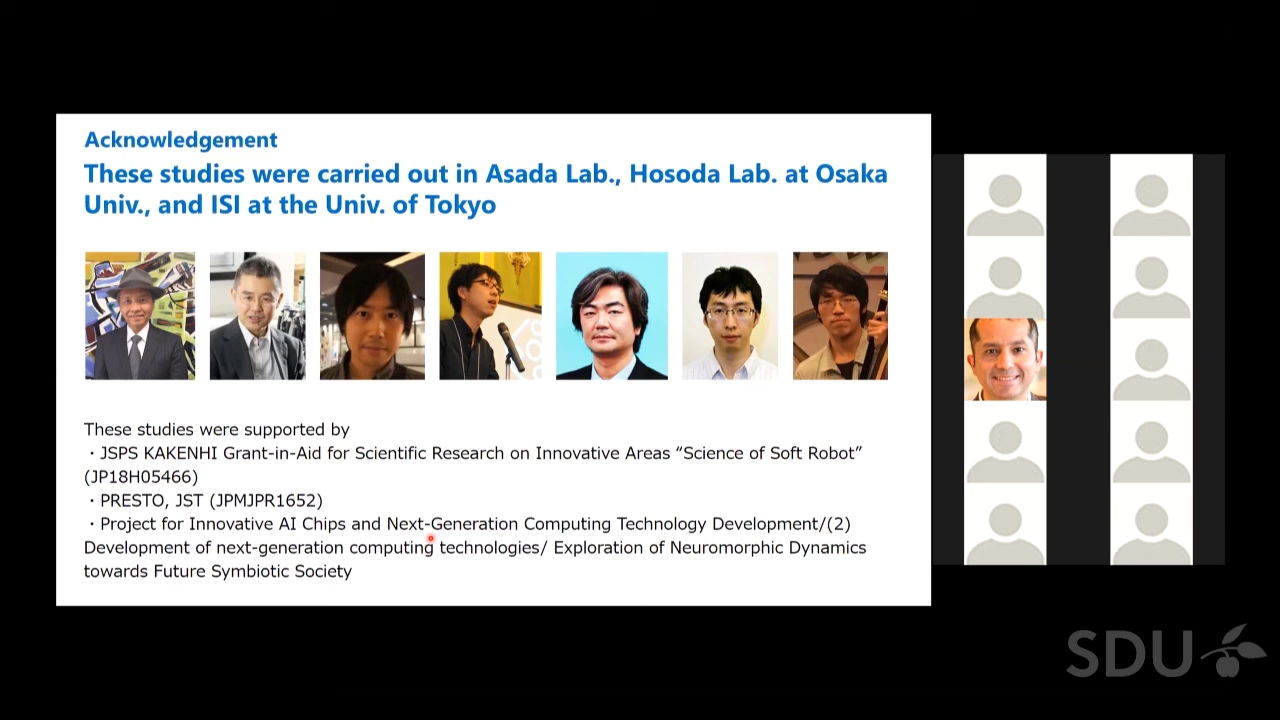 Acknowledgement
These studies were carried out in Asada Lab., Hosoda Lab. at Osaka
Univ., and ISI at the Univ. of Tokyo
These studies were supported by
・JSPS KAKENHI Grant-in-Aid for Scientific Research on Innovative Areas “Science of Soft Robot”
(JP18H05466)
・PRESTO, JST (JPMJPR1652)
・Project for Innovative AI Chips and Next-Generation Computing Technology Development/(2)
Development of next-generation computing technologies/ Exploration of Neuromorphic Dynamics
towards Future Symbiotic Society
SDU